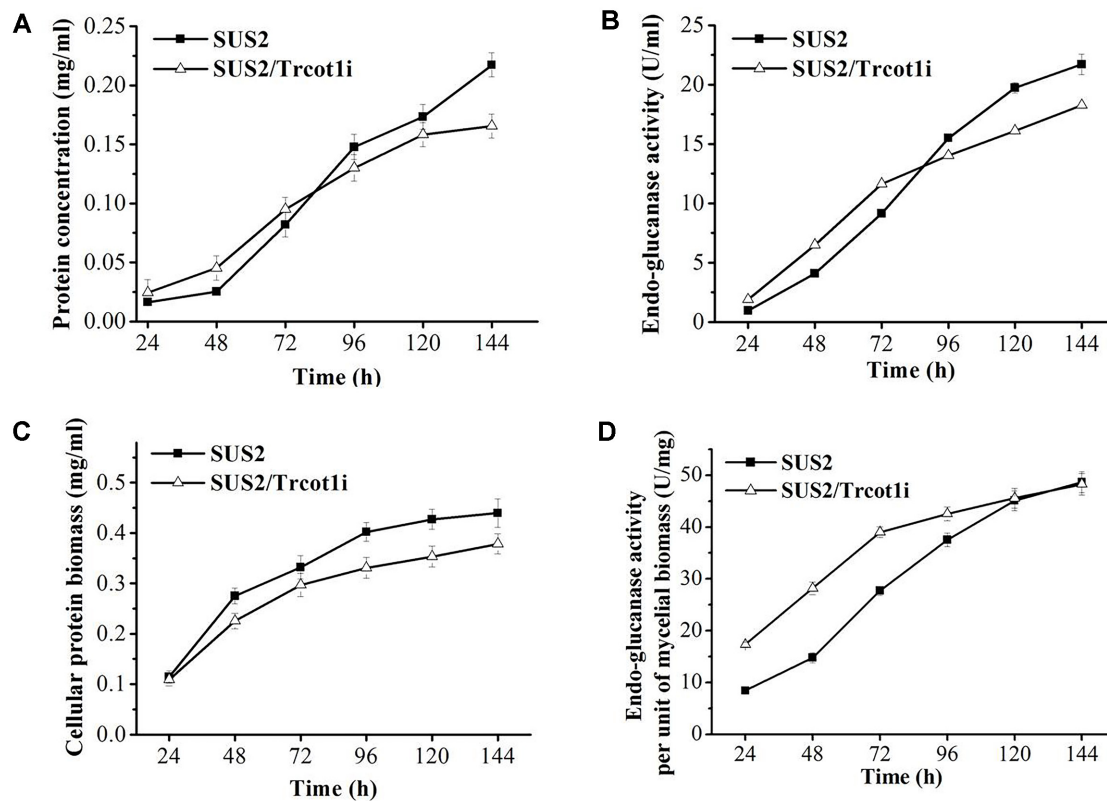 A
Protein concentration (mg/ml)
SUS2
SUS2/Trcot1i
0.25
0.20
0.15
0.10
0.05
0.00
24 48 72 96 120 144
Time (h)
B
Endo-glucanase activity (U/ml)
SUS2
SUS2/Trcot1i
25
20
15
10
5
0
24 48 72 96 120 144
Time (h)
C
Cellular protein biomass (mg/ml)
SUS2
SUS2/Trcot1i
0.5
0.4
0.3
0.2
0.1
0.0
24 48 72 96 120 144
Time (h)
D
Endo-glucanase activity
per unit of mycelial biomass (U/mg)
SUS2
SUS2/Trcot1i
50
40
30
20
10
0
24 48 72 96 120 144
Time (h)